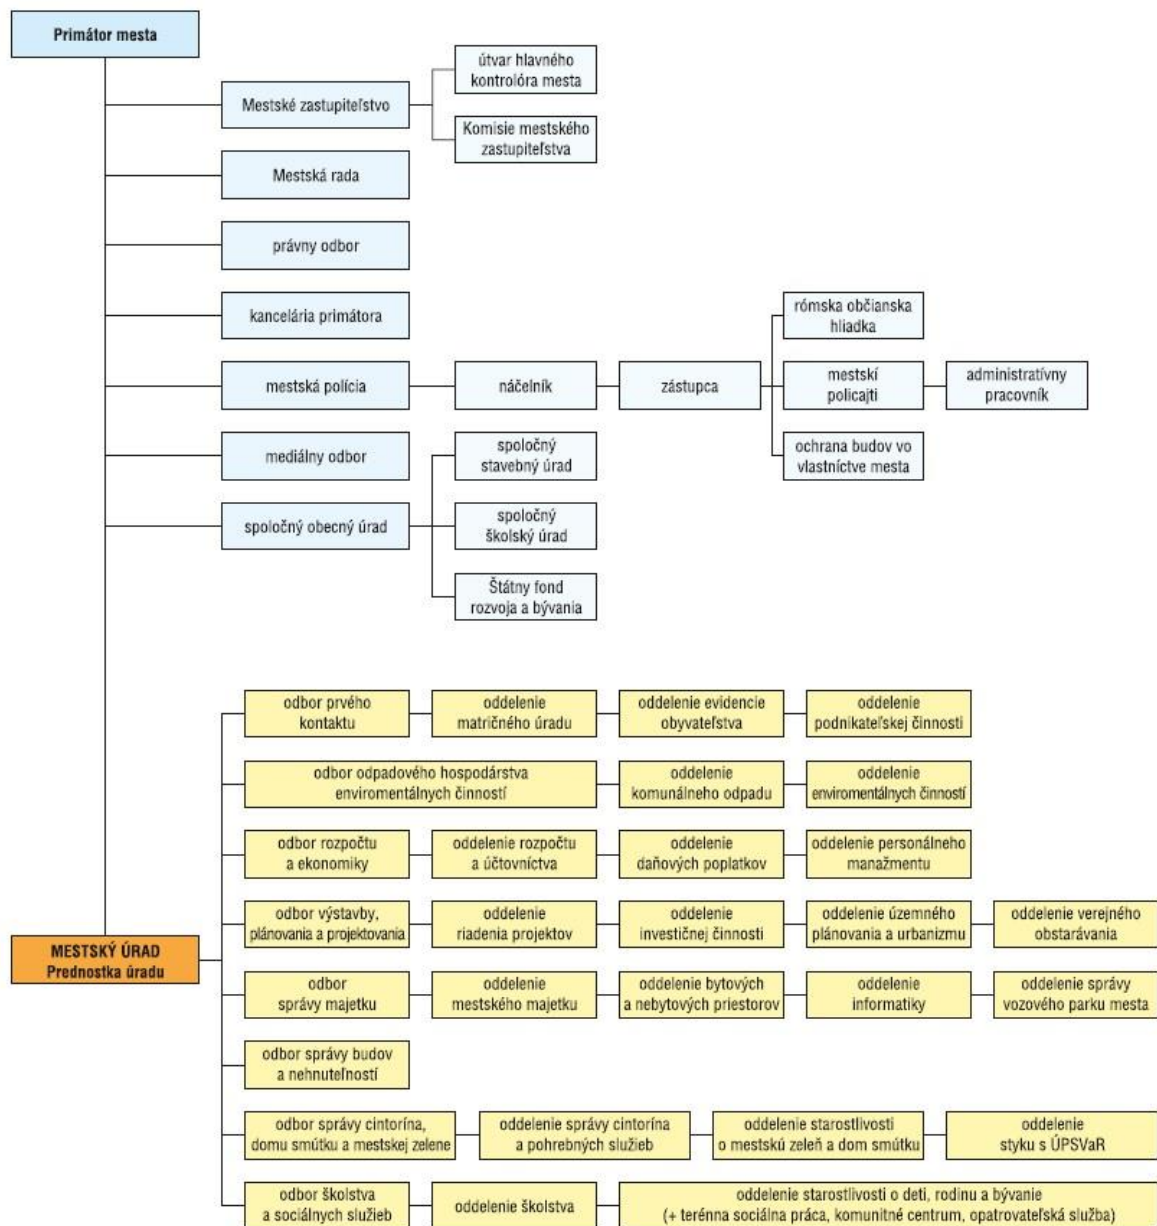 Primátor mesta
útvar hlavného
kontrolóra mesta
Mestské zastupiteľstvo
Komisie mestského
zastupiteľstva
Mestská rada
právny odbor
kancelária primátora
rómska občianska
hliadka
mestská polícia
náčelník
zástupca
mestskí
policajti
administratívny
pracovník
ochrana budov vo
vlastníctve mesta
mediálny odbor
spoločný
stavebný úrad
spoločný obecný úrad
spoločný
školský úrad
Štátny fond
rozvoja a bývania
odbor prvého
kontaktu
oddelenie
matričného úradu
oddelenie evidencie
obyvateľstva
oddelenie
podnikateľskej činnosti
odbor odpadového hospodárstva
enviromentálnych činností
oddelenie
komunálneho odpadu
oddelenie
enviromentálnych činností
odbor rozpočtu
a ekonomiky
oddelenie rozpočtu
a účtovníctva
oddelenie
daňových poplatkov
oddelenie personálneho
manažmentu
odbor výstavby,
plánovania a projektovania
oddelenie
riadenia projektov
oddelenie
investičnej činnosti
oddelenie územného
plánovania a urbanizmu
oddelenie verejného
obstarávania
MESTSKÝ ÚRAD
Prednostka úradu
odbor
správy majetku
oddelenie
mestského majetku
oddelenie bytových
a nebytových priestorov
oddelenie
informatiky
oddelenie správy
vozového parku mesta
odbor správy budov
a nehnuteľností
odbor správy cintorína,
domu smútku a mestskej zelene
oddelenie správy cintorína
a pohrebných služieb
oddelenie starostlivosti
o mestskú zeleň a dom smútku
oddelenie
styku s ÚPSVaR
odbor školstva
a sociálnych služieb
oddelenie školstva
oddelenie starostlivosti o deti, rodinu a bývanie
(+ terénna sociálna práca, komunitné centrum, opatrovateľská služba)